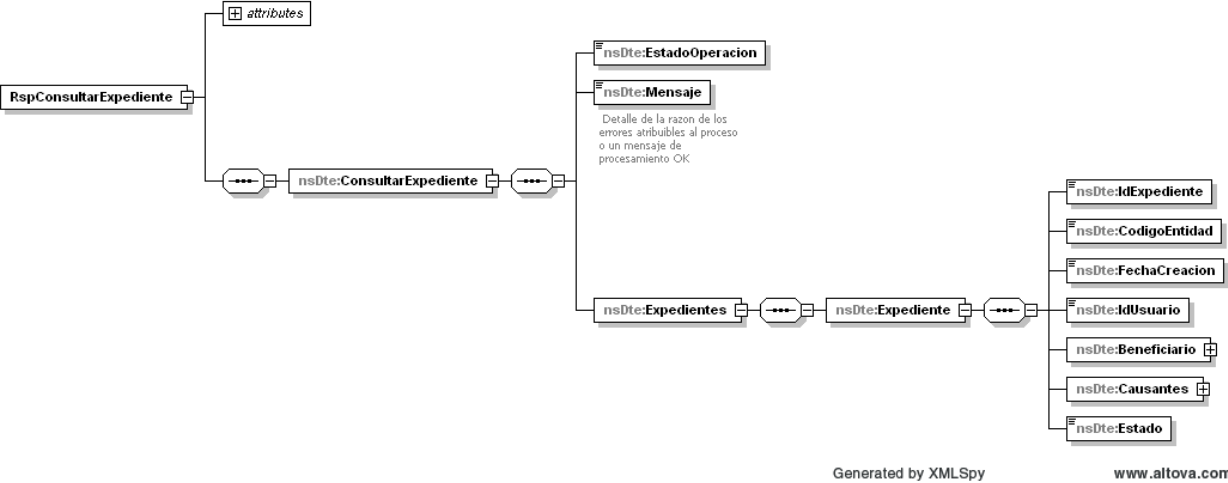 attributes
RspConsultarExpediente
nsDte:ConsultarExpediente
nsDte:EstadoOperacion
nsDte:Mensaje
Detalle de la razon de los
errores atribuibles al proceso
o un mensaje de
procesamiento OK
nsDte:Expedientes
nsDte:Expediente
nsDte:IdExpediente
nsDte:CodigoEntidad
nsDte:FechaCreacion
nsDte:IdUsuario
nsDte:Beneficiario
nsDte:Causantes
nsDte:Estado
Generated by XMLSpy
www.altova.com